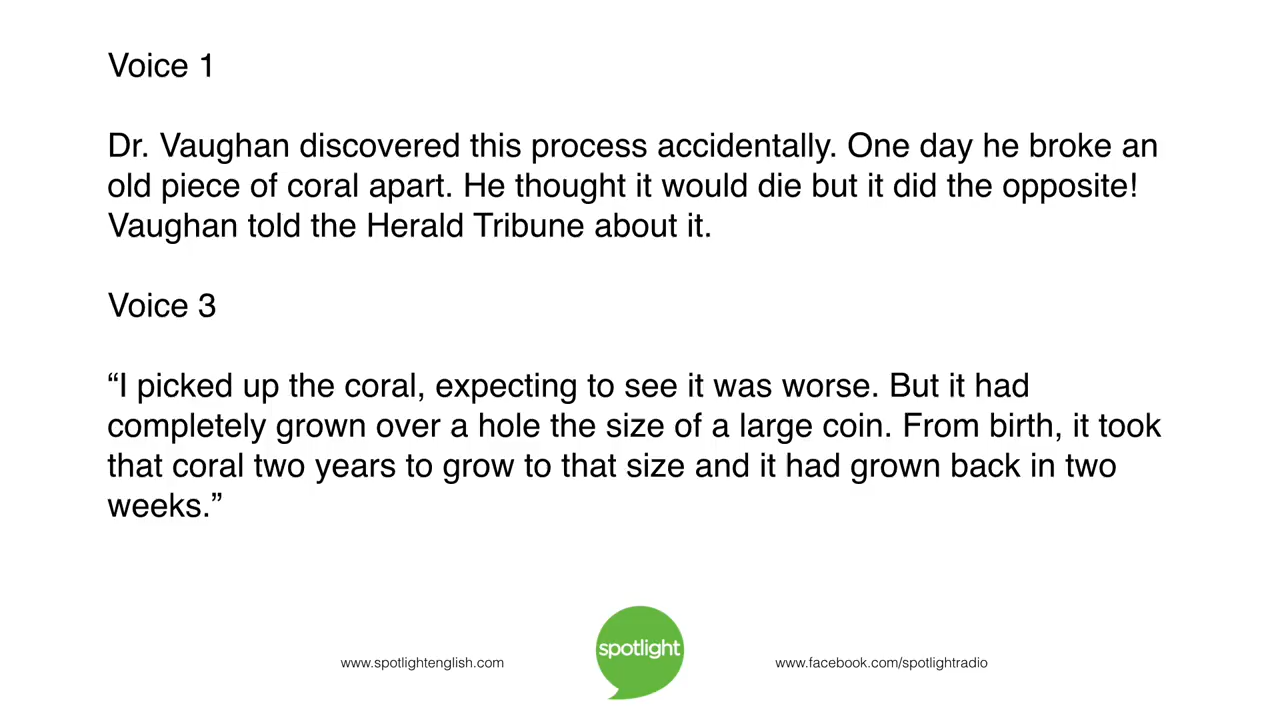 Voice 1
Dr. Vaughan discovered this process accidentally. One day he broke an
old piece of coral apart. He thought it would die but it did the opposite!
Vaughan told the Herald Tribune about it.
Voice 3
“I picked up the coral, expecting to see it was worse. But it had
completely grown over a hole the size of a large coin. From birth, it took
that coral two years to grow to that size and it had grown back in two
weeks.”
spotlight
www.spotlightenglish.com
www.facebook.com/spotlightradio